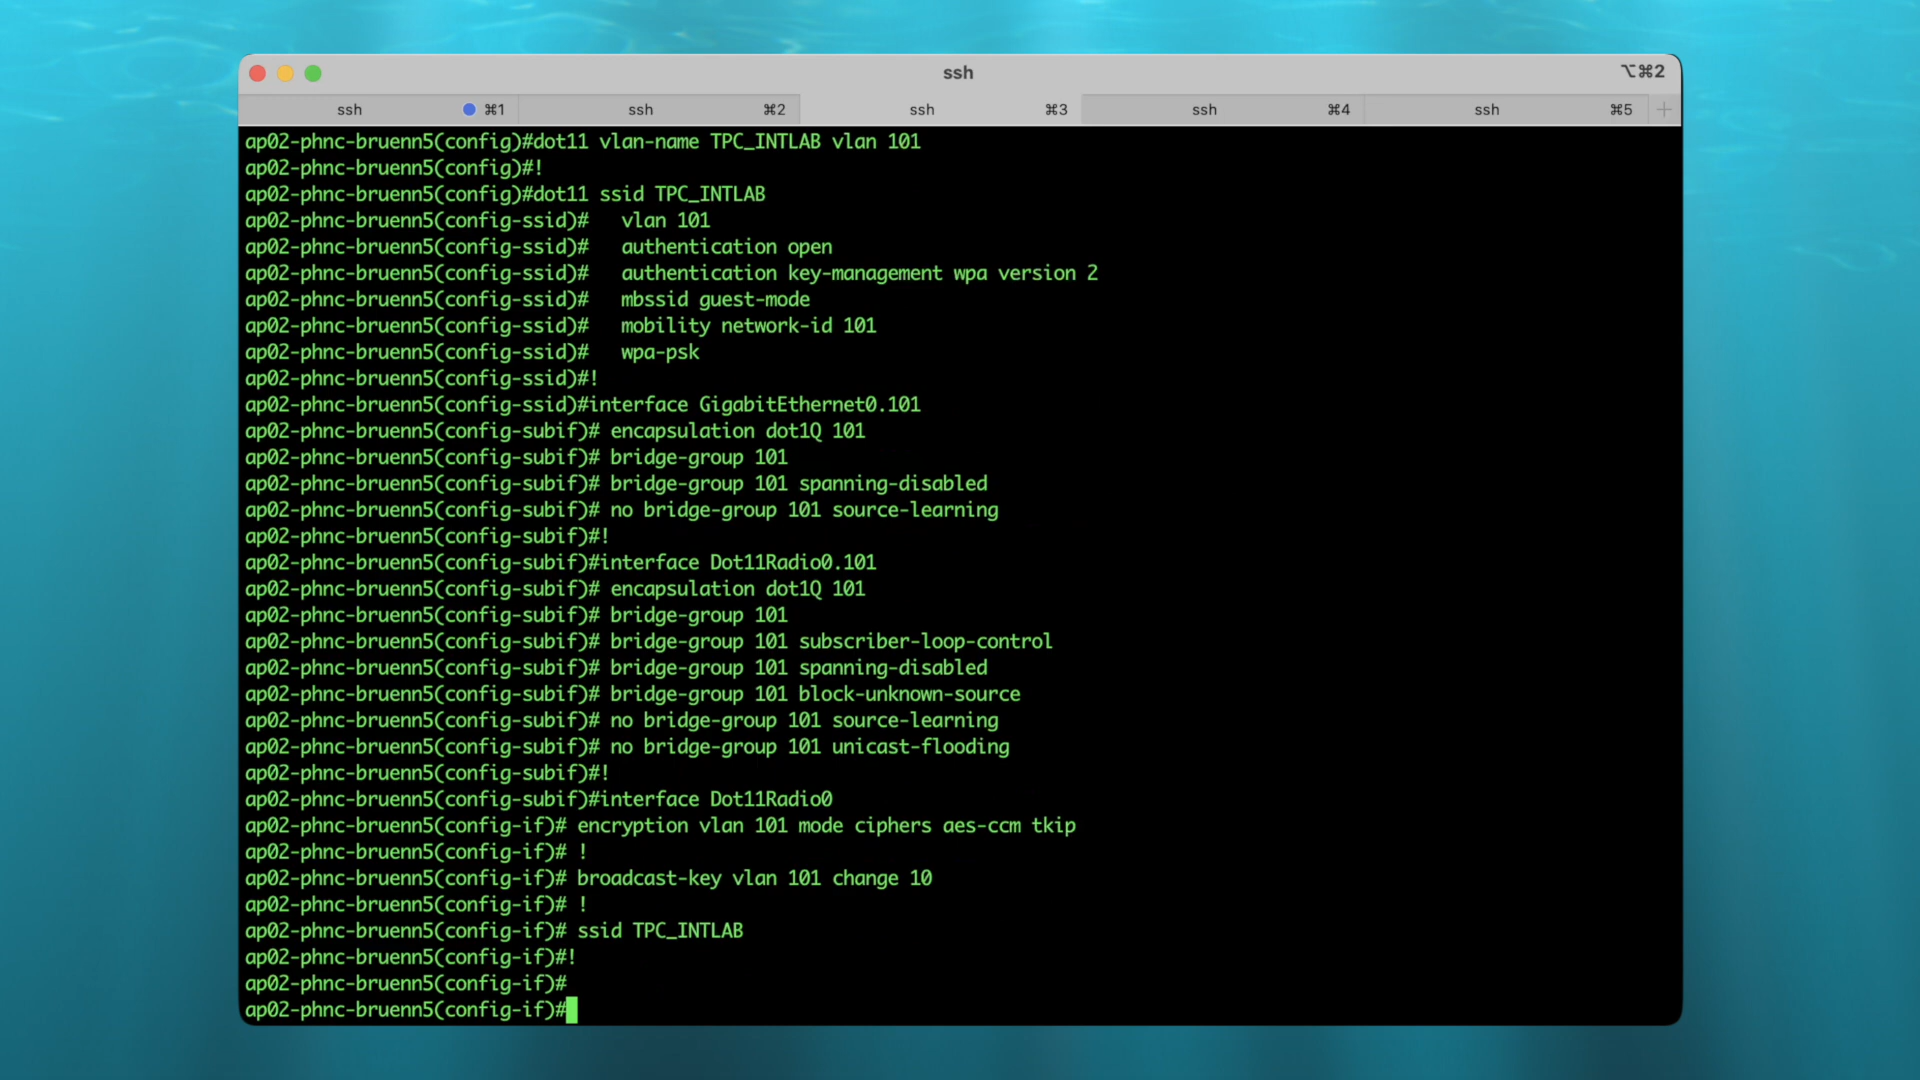 ssh
⌥⌘2
ssh ⌘1 ssh ⌘2 ssh ⌘3 ssh ⌘4 ssh ⌘5 +
ap02-phnc-bruenn5(config)#dot11 vlan-name TPC_INTLAB vlan 101
ap02-phnc-bruenn5(config)#!
ap02-phnc-bruenn5(config)#dot11 ssid TPC_INTLAB
ap02-phnc-bruenn5(config-ssid)#   vlan 101
ap02-phnc-bruenn5(config-ssid)#   authentication open
ap02-phnc-bruenn5(config-ssid)#   authentication key-management wpa version 2
ap02-phnc-bruenn5(config-ssid)#   mbssid guest-mode
ap02-phnc-bruenn5(config-ssid)#   mobility network-id 101
ap02-phnc-bruenn5(config-ssid)#   wpa-psk
ap02-phnc-bruenn5(config-ssid)#!
ap02-phnc-bruenn5(config-ssid)#interface GigabitEthernet0.101
ap02-phnc-bruenn5(config-subif)# encapsulation dot1Q 101
ap02-phnc-bruenn5(config-subif)# bridge-group 101
ap02-phnc-bruenn5(config-subif)# bridge-group 101 spanning-disabled
ap02-phnc-bruenn5(config-subif)# no bridge-group 101 source-learning
ap02-phnc-bruenn5(config-subif)#!
ap02-phnc-bruenn5(config-subif)#interface Dot11Radio0.101
ap02-phnc-bruenn5(config-subif)# encapsulation dot1Q 101
ap02-phnc-bruenn5(config-subif)# bridge-group 101
ap02-phnc-bruenn5(config-subif)# bridge-group 101 subscriber-loop-control
ap02-phnc-bruenn5(config-subif)# bridge-group 101 spanning-disabled
ap02-phnc-bruenn5(config-subif)# bridge-group 101 block-unknown-source
ap02-phnc-bruenn5(config-subif)# no bridge-group 101 source-learning
ap02-phnc-bruenn5(config-subif)# no bridge-group 101 unicast-flooding
ap02-phnc-bruenn5(config-subif)#!
ap02-phnc-bruenn5(config-subif)#interface Dot11Radio0
ap02-phnc-bruenn5(config-if)# encryption vlan 101 mode ciphers aes-ccm tkip
ap02-phnc-bruenn5(config-if)# !
ap02-phnc-bruenn5(config-if)# broadcast-key vlan 101 change 10
ap02-phnc-bruenn5(config-if)# !
ap02-phnc-bruenn5(config-if)# ssid TPC_INTLAB
ap02-phnc-bruenn5(config-if)#!
ap02-phnc-bruenn5(config-if)#
ap02-phnc-bruenn5(config-if)#